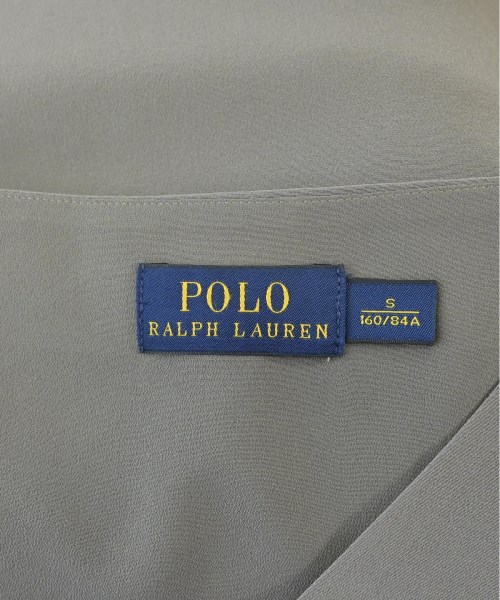 POLO
RALPH LAUREN
S
160/84A